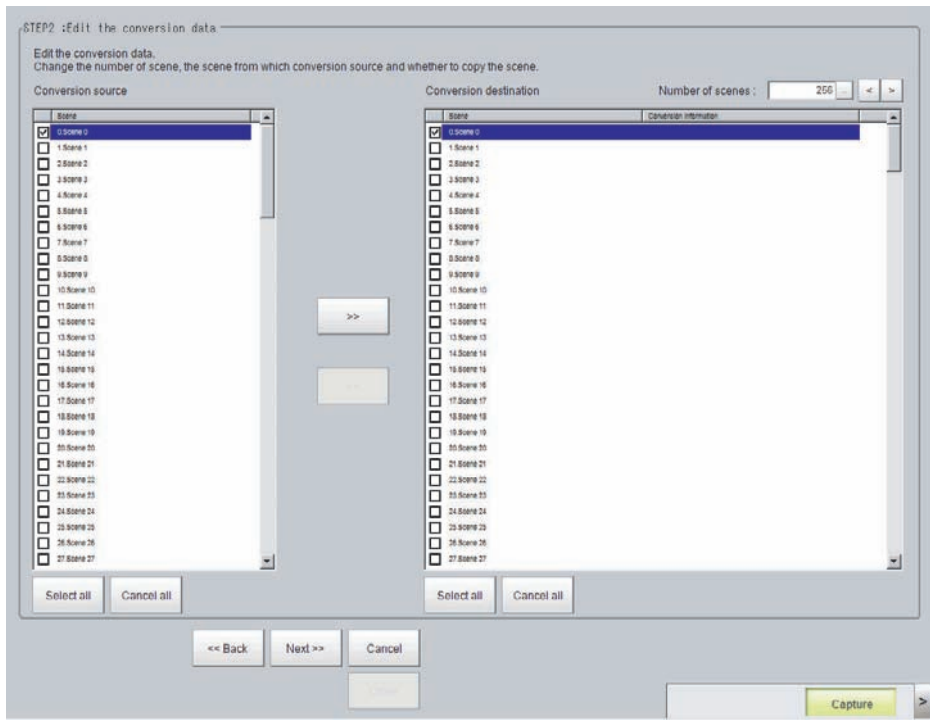 STEP2 :Edit the conversion data
Edit the conversion data.
Change the number of scene, the scene from which conversion source and whether to copy the scene.
Conversion source
Conversion destination
Number of scenes :
256
...
<
>
Scene
0.Scene 0
1.Scene 1
2.Scene 2
3.Scene 3
4.Scene 4
5.Scene 5
6.Scene 6
7.Scene 7
8.Scene 8
9.Scene 9
10.Scene 10
11.Scene 11
12.Scene 12
13.Scene 13
14.Scene 14
15.Scene 15
16.Scene 16
17.Scene 17
18.Scene 18
19.Scene 19
20.Scene 20
21.Scene 21
22.Scene 22
23.Scene 23
24.Scene 24
25.Scene 25
26.Scene 26
27.Scene 27
>>
Scene
Conversion information
0.Scene 0
1.Scene 1
2.Scene 2
3.Scene 3
4.Scene 4
5.Scene 5
6.Scene 6
7.Scene 7
8.Scene 8
9.Scene 9
10.Scene 10
11.Scene 11
12.Scene 12
13.Scene 13
14.Scene 14
15.Scene 15
16.Scene 16
17.Scene 17
18.Scene 18
19.Scene 19
20.Scene 20
21.Scene 21
22.Scene 22
23.Scene 23
24.Scene 24
25.Scene 25
26.Scene 26
27.Scene 27
Select all
Cancel all
Select all
Cancel all
<< Back
Next >>
Cancel
Capture
>